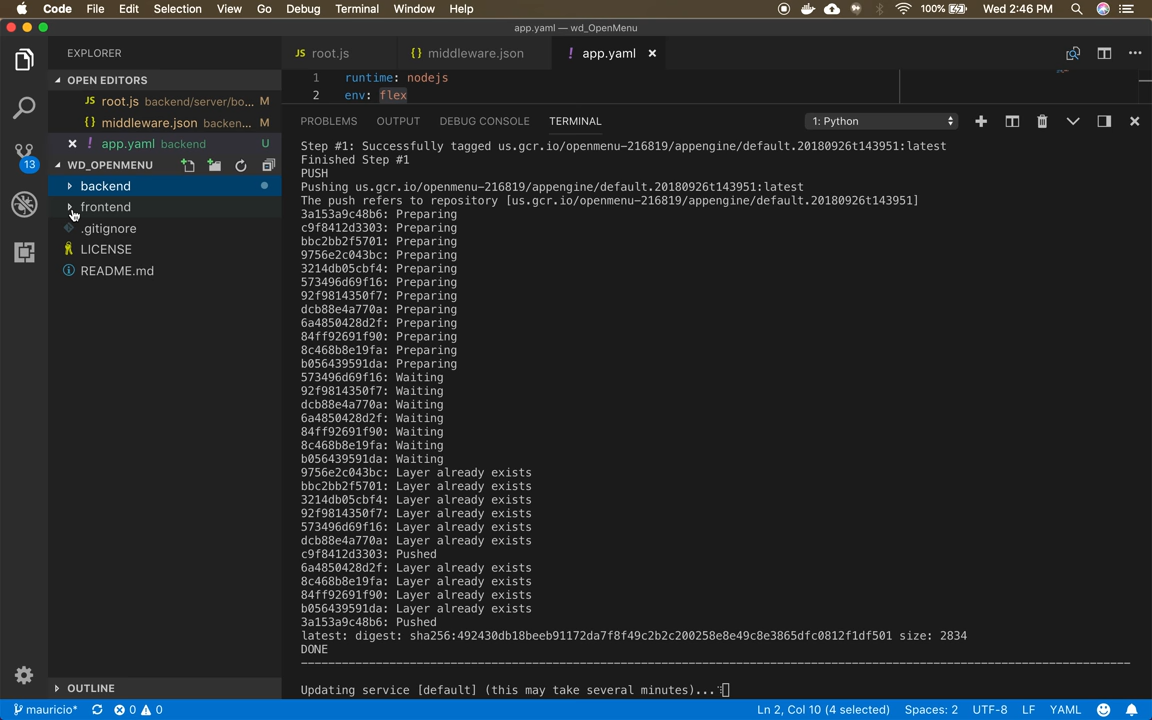 Code File Edit Selection View Go Debug Terminal Window Help 100% Wed 2:46 PM
app.yaml — wd_OpenMenu
EXPLORER
OPEN EDITORS
JS root.js backend/server/bo... M
{} middleware.json backen... M
! app.yaml backend U
WD_OPENMENU
backend
frontend
.gitignore
LICENSE
README.md
OUTLINE
13
JS root.js
{} middleware.json
! app.yaml
1 runtime: nodejs
2 env: flex
PROBLEMS OUTPUT DEBUG CONSOLE TERMINAL 1: Python
Step #1: Successfully tagged us.gcr.io/openmenu-216819/appengine/default.20180926t143951:latest
Finished Step #1
PUSH
Pushing us.gcr.io/openmenu-216819/appengine/default.20180926t143951:latest
The push refers to repository [us.gcr.io/openmenu-216819/appengine/default.20180926t143951]
3a153a9c48b6: Preparing
c9f8412d3303: Preparing
bbc2bb2f5701: Preparing
9756e2c043bc: Preparing
3214db05cbf4: Preparing
573496d69f16: Preparing
92f9814350f7: Preparing
dcb88e4a770a: Preparing
6a4850428d2f: Preparing
84ff92691f90: Preparing
8c468b8e19fa: Preparing
b056439591da: Preparing
573496d69f16: Waiting
92f9814350f7: Waiting
dcb88e4a770a: Waiting
6a4850428d2f: Waiting
84ff92691f90: Waiting
8c468b8e19fa: Waiting
b056439591da: Waiting
9756e2c043bc: Layer already exists
bbc2bb2f5701: Layer already exists
3214db05cbf4: Layer already exists
92f9814350f7: Layer already exists
573496d69f16: Layer already exists
dcb88e4a770a: Layer already exists
c9f8412d3303: Pushed
6a4850428d2f: Layer already exists
8c468b8e19fa: Layer already exists
84ff92691f90: Layer already exists
b056439591da: Layer already exists
3a153a9c48b6: Pushed
latest: digest: sha256:492430db18beeb91172da7f8f49c2b2c200258e8e49c8e3865dfc0812f1df501 size: 2834
DONE
Updating service [default] (this may take several minutes)...
mauricio* 0 0 Ln 2, Col 10 (4 selected) Spaces: 2 UTF-8 LF YAML